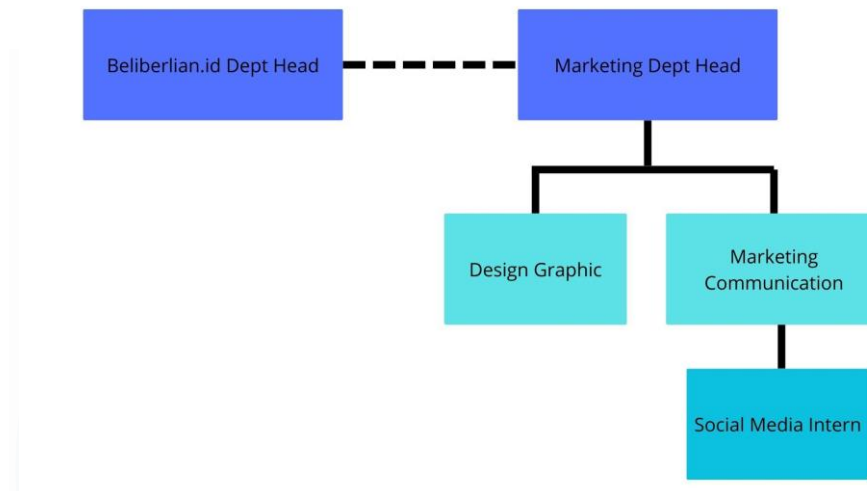 Beliberlian.id Dept Head
Marketing Dept Head
Design Graphic
Marketing
Communication
Social Media Intern